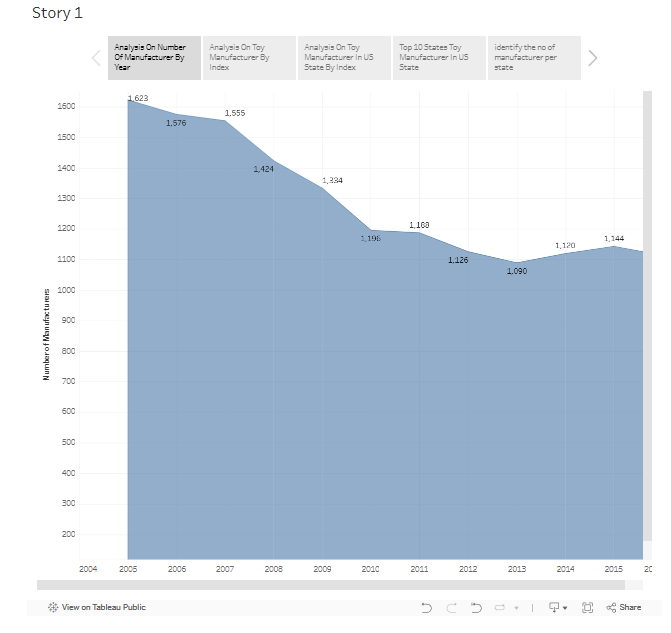 Story 1
Analysis On Number
Of Manufacturer By
Year
Analysis On Toy
Manufacturer By
Index
Analysis On Toy
Manufacturer In US
State By Index
Top 10 States Toy
Manufacturer In US
State
identify the no of
manufacturer per
state
1600
1500
1400
1300
1200
1100
1000
900
800
700
600
500
400
300
200
Number of Manufacturers
1,623
1,576
1,555
1,424
1,334
1,196
1,188
1,126
1,090
1,120
1,144
2004 2005 2006 2007 2008 2009 2010 2011 2012 2013 2014 2015 20
View on Tableau Public
Share